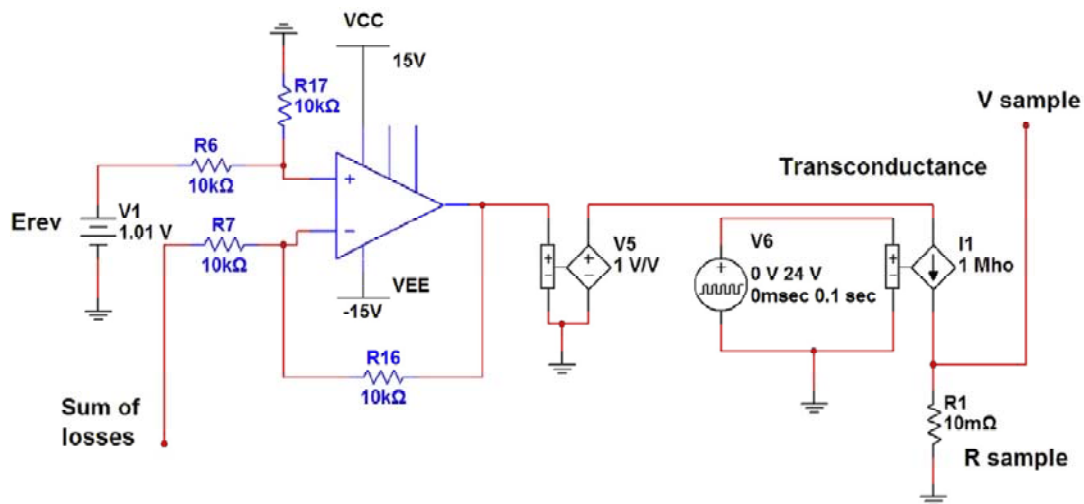 VCC
15V
R17
10kΩ
R6
10kΩ
+
Erev
V1
1.01 V
R7
10kΩ
−
VEE
-15V
R16
10kΩ
Sum of
losses
+
−
+
−
V5
1 V/V
Transconductance
V6
+
0 V 24 V
0msec 0.1 sec
+
−
I1
1 Mho
V sample
R1
10mΩ
R sample